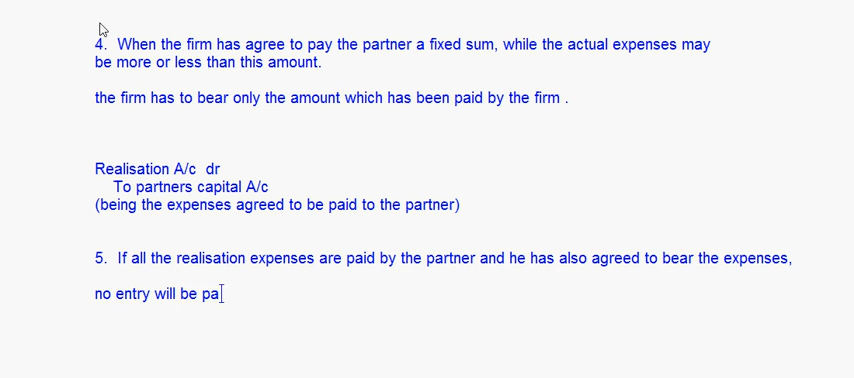 4. When the firm has agree to pay the partner a fixed sum, while the actual expenses may
be more or less than this amount.
the firm has to bear only the amount which has been paid by the firm .
Realisation A/c dr
To partners capital A/c
(being the expenses agreed to be paid to the partner)
5. If all the realisation expenses are paid by the partner and he has also agreed to bear the expenses,
no entry will be pa